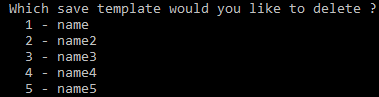 Which save template would you like to delete ?
1 - name
2 - name2
3 - name3
4 - name4
5 - name5